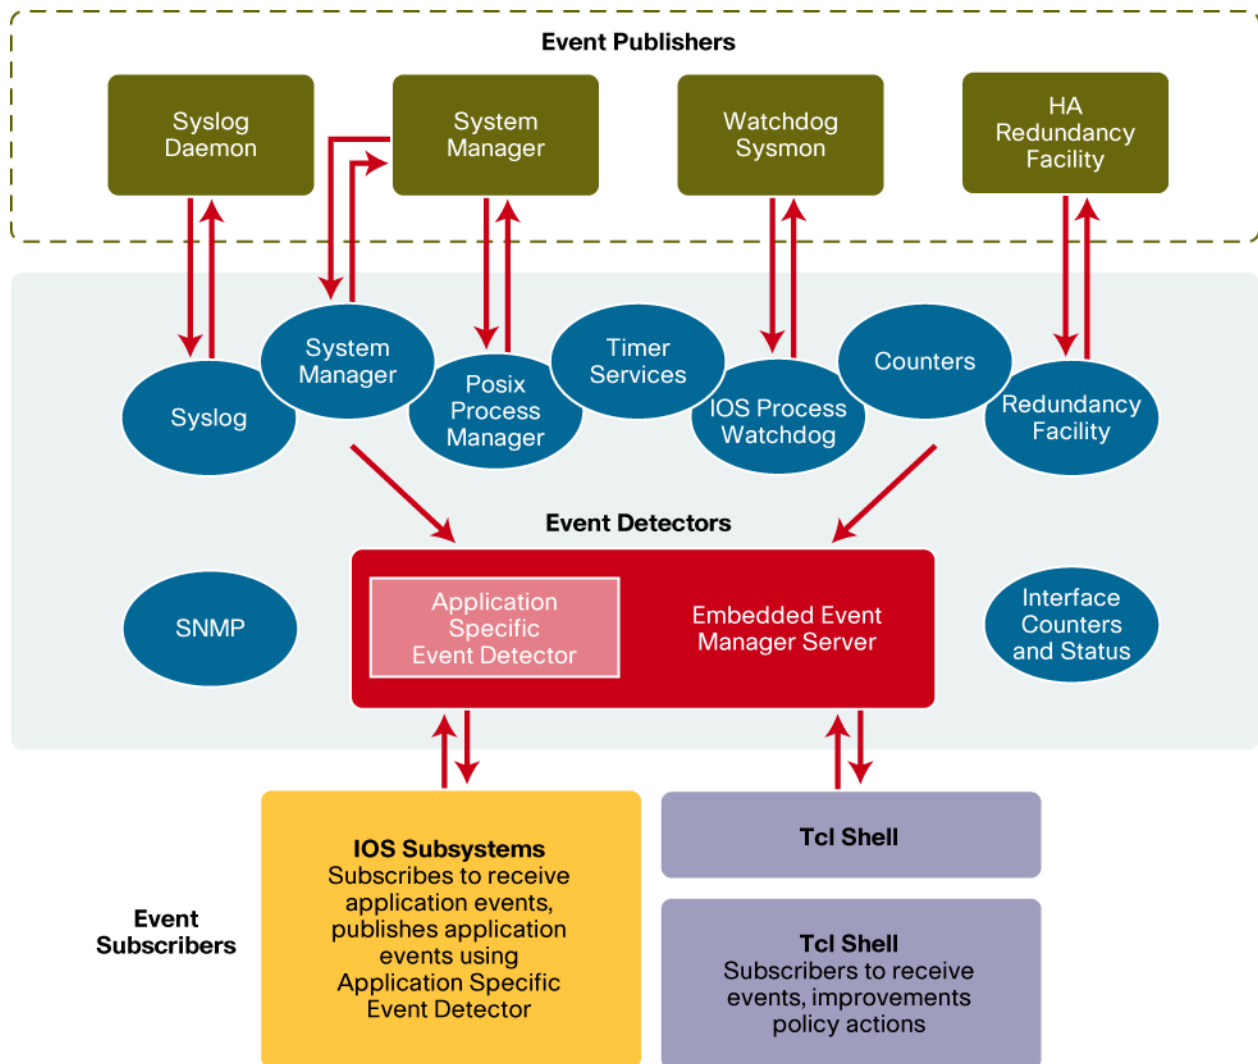 Event Publishers
Syslog
Daemon
System
Manager
Watchdog
Sysmon
HA
Redundancy
Facility
Syslog
System
Manager
Posix
Process
Manager
Timer
Services
IOS Process
Watchdog
Counters
Redundancy
Facility
Event Detectors
SNMP
Application
Specific
Event Detector
Embedded Event
Manager Server
Interface
Counters
and Status
Event
Subscribers
IOS Subsystems
Subscribes to receive
application events,
publishes application
events using
Application Specific
Event Detector
Tcl Shell
Tcl Shell
Subscribers to receive
events, improvements
policy actions